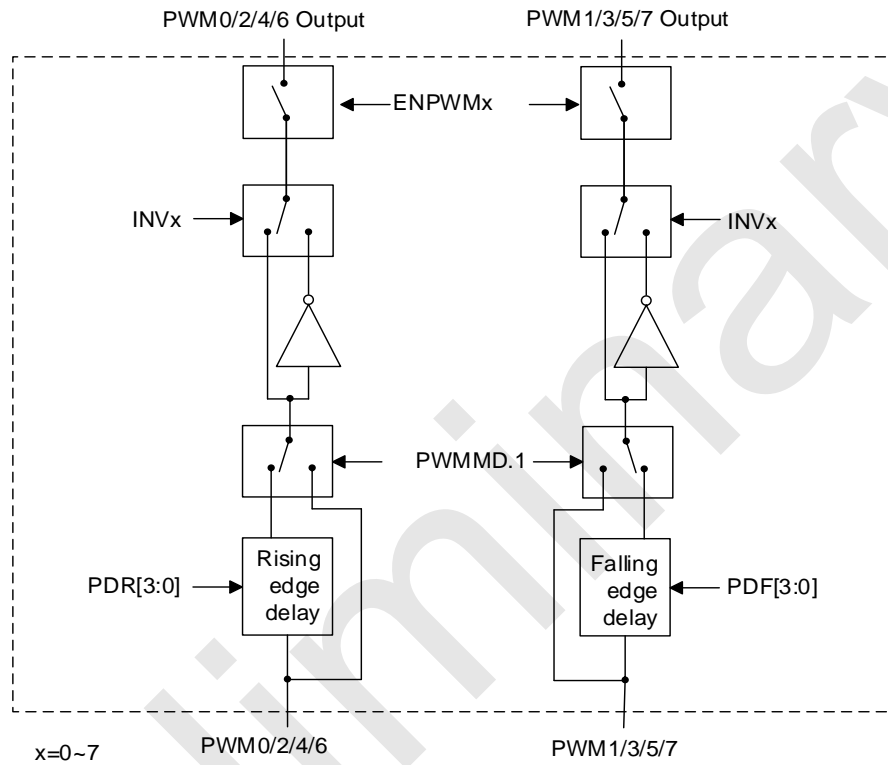 PWM0/2/4/6 Output
PWM1/3/5/7 Output
ENPWMx
INVx
INVx
PWMMD.1
Rising
edge
delay
Falling
edge
delay
PDR[3:0]
PDF[3:0]
PWM0/2/4/6
PWM1/3/5/7
x=0~7
liminary